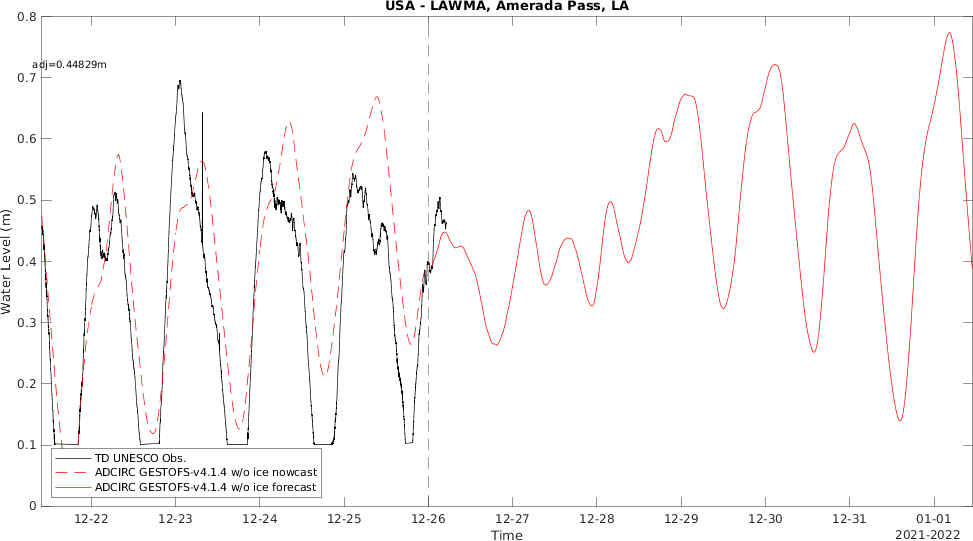 USA - LAWMA, Amerada Pass, LA
adj=0.44829m
0.8
0.7
0.6
0.5
0.4
0.3
0.2
0.1
0
Water Level (m)
TD UNESCO Obs.
ADCIRC GESTOFS-v4.1.4 w/o ice nowcast
ADCIRC GESTOFS-v4.1.4 w/o ice forecast
12-22 12-23 12-24 12-25 12-26 12-27 12-28 12-29 12-30 12-31 01-01
2021-2022
Time